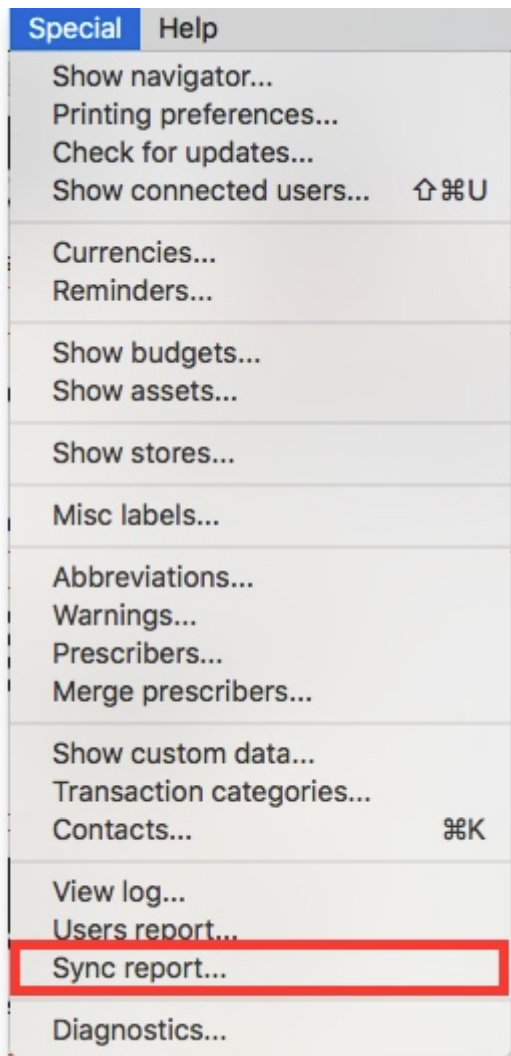 Special Help
Show navigator...
Printing preferences...
Check for updates...
Show connected users... ⇧⌘U
Currencies...
Reminders...
Show budgets...
Show assets...
Show stores...
Misc labels...
Abbreviations...
Warnings...
Prescribers...
Merge prescribers...
Show custom data...
Transaction categories...
Contacts... ⌘K
View log...
Users report...
Sync report...
Diagnostics...